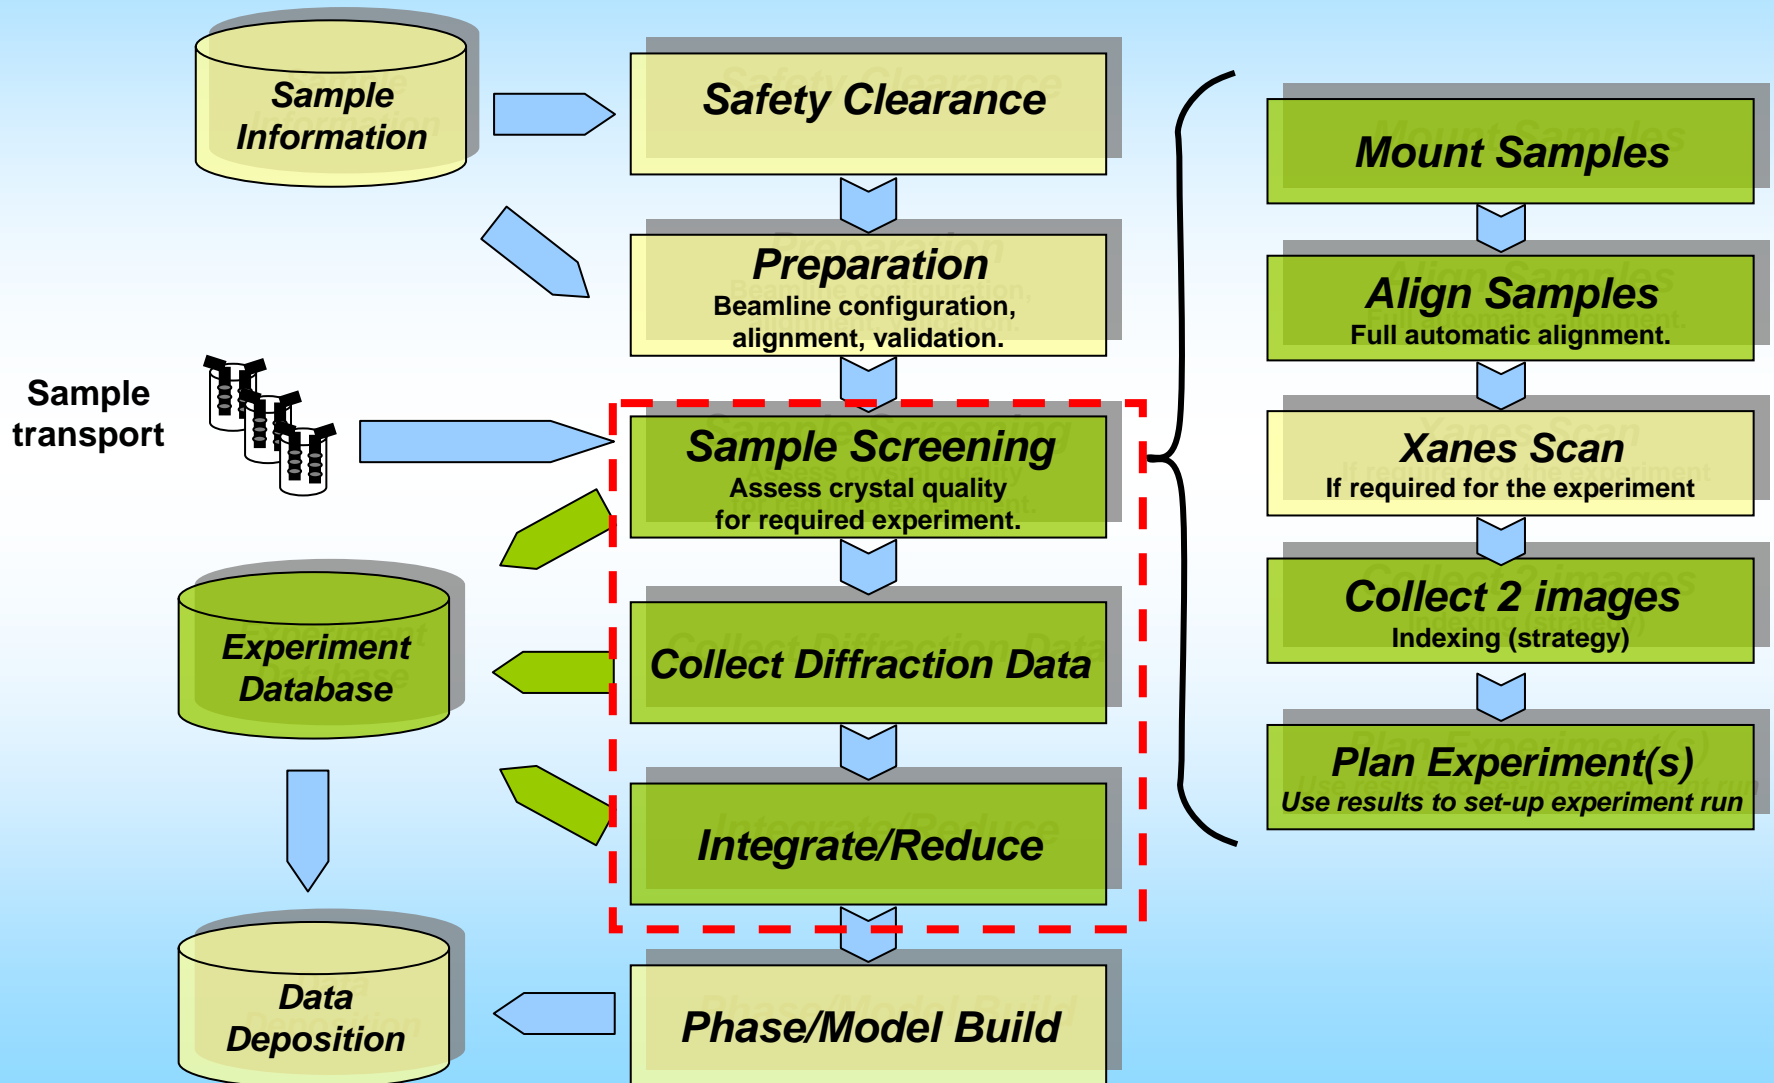 Sample
Information
Safety Clearance
Preparation
Beamline configuration,
alignment, validation.
Sample
transport
Sample Screening
Assess crystal quality
for required experiment.
Experiment
Database
Collect Diffraction Data
Integrate/Reduce
Data
Deposition
Phase/Model Build
Mount Samples
Align Samples
Full automatic alignment.
Xanes Scan
If required for the experiment
Collect 2 images
Indexing (strategy)
Plan Experiment(s)
Use results to set-up experiment run